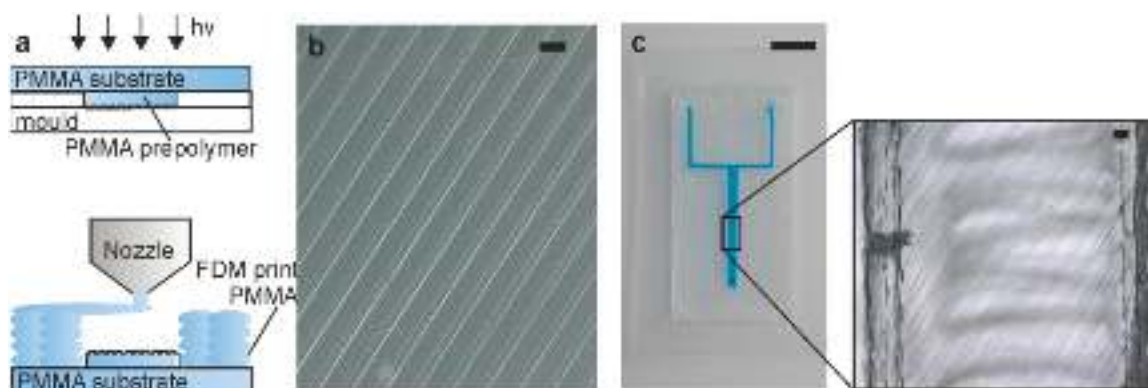 a
hν
PMMA substrate
mould
PMMA prepolymer
Nozzle
FDM print
PMMA
PMMA substrate
b
c